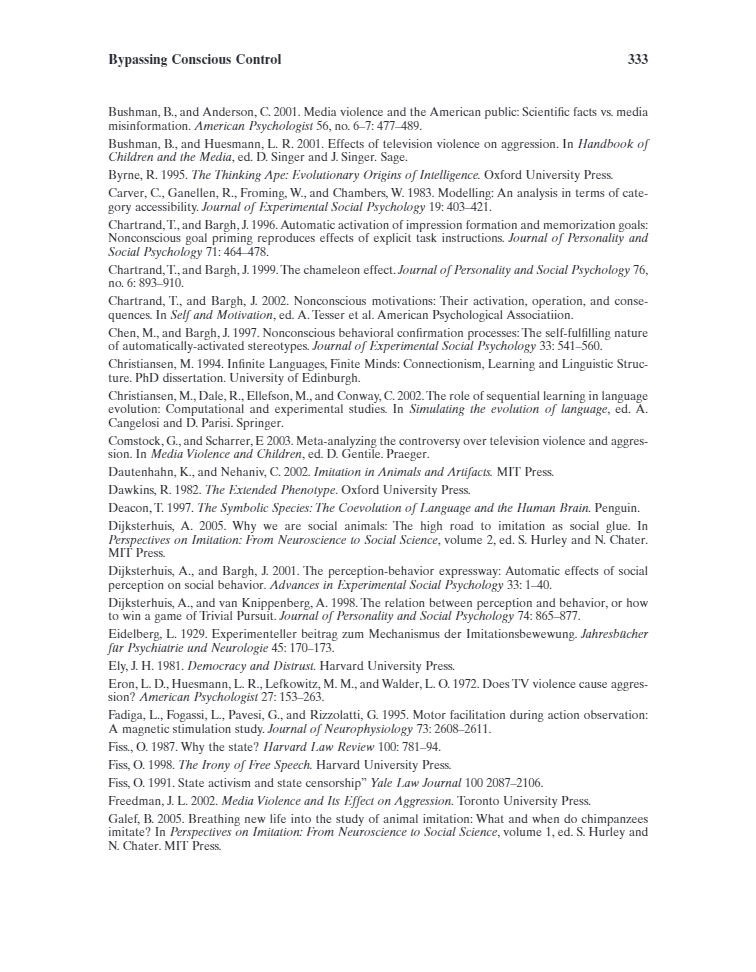 Bypassing Conscious Control 333
Bushman, B., and Anderson, C. 2001. Media violence and the American public: Scientific facts vs. media
misinformation. American Psychologist 56, no. 6–7: 477–489.
Bushman, B., and Huesmann, L. R. 2001. Effects of television violence on aggression. In Handbook of
Children and the Media, ed. D. Singer and J. Singer. Sage.
Byrne, R. 1995. The Thinking Ape: Evolutionary Origins of Intelligence. Oxford University Press.
Carver, C., Ganellen, R., Froming, W., and Chambers, W. 1983. Modelling: An analysis in terms of cate-
gory accessibility. Journal of Experimental Social Psychology 19: 403–421.
Chartrand, T., and Bargh, J. 1996. Automatic activation of impression formation and memorization goals:
Nonconscious goal priming reproduces effects of explicit task instructions. Journal of Personality and
Social Psychology 71: 464–478.
Chartrand, T., and Bargh, J. 1999. The chameleon effect. Journal of Personality and Social Psychology 76,
no. 6: 893–910.
Chartrand, T., and Bargh, J. 2002. Nonconscious motivations: Their activation, operation, and conse-
quences. In Self and Motivation, ed. A. Tesser et al. American Psychological Associatiion.
Chen, M., and Bargh, J. 1997. Nonconscious behavioral confirmation processes: The self-fulfilling nature
of automatically-activated stereotypes. Journal of Experimental Social Psychology 33: 541–560.
Christiansen, M. 1994. Infinite Languages, Finite Minds: Connectionism, Learning and Linguistic Struc-
ture. PhD dissertation. University of Edinburgh.
Christiansen, M., Dale, R., Ellefson, M., and Conway, C. 2002. The role of sequential learning in language
evolution: Computational and experimental studies. In Simulating the evolution of language, ed. A.
Cangelosi and D. Parisi. Springer.
Comstock, G., and Scharrer, E 2003. Meta-analyzing the controversy over television violence and aggres-
sion. In Media Violence and Children, ed. D. Gentile. Praeger.
Dautenhahn, K., and Nehaniv, C. 2002. Imitation in Animals and Artifacts. MIT Press.
Dawkins, R. 1982. The Extended Phenotype. Oxford University Press.
Deacon, T. 1997. The Symbolic Species: The Coevolution of Language and the Human Brain. Penguin.
Dijksterhuis, A. 2005. Why we are social animals: The high road to imitation as social glue. In
Perspectives on Imitation: From Neuroscience to Social Science, volume 2, ed. S. Hurley and N. Chater.
MIT Press.
Dijksterhuis, A., and Bargh, J. 2001. The perception-behavior expressway: Automatic effects of social
perception on social behavior. Advances in Experimental Social Psychology 33: 1–40.
Dijksterhuis, A., and van Knippenberg, A. 1998. The relation between perception and behavior, or how
to win a game of Trivial Pursuit. Journal of Personality and Social Psychology 74: 865–877.
Eidelberg, L. 1929. Experimenteller beitrag zum Mechanismus der Imitationsbewewung. Jahresbücher
für Psychiatrie und Neurologie 45: 170–173.
Ely, J. H. 1981. Democracy and Distrust. Harvard University Press.
Eron, L. D., Huesmann, L. R., Lefkowitz, M. M., and Walder, L. O. 1972. Does TV violence cause aggres-
sion? American Psychologist 27: 153–263.
Fadiga, L., Fogassi, L., Pavesi, G., and Rizzolatti, G. 1995. Motor facilitation during action observation:
A magnetic stimulation study. Journal of Neurophysiology 73: 2608–2611.
Fiss., O. 1987. Why the state? Harvard Law Review 100: 781–94.
Fiss, O. 1998. The Irony of Free Speech. Harvard University Press.
Fiss, O. 1991. State activism and state censorship” Yale Law Journal 100 2087–2106.
Freedman, J. L. 2002. Media Violence and Its Effect on Aggression. Toronto University Press.
Galef, B. 2005. Breathing new life into the study of animal imitation: What and when do chimpanzees
imitate? In Perspectives on Imitation: From Neuroscience to Social Science, volume 1, ed. S. Hurley and
N. Chater. MIT Press.